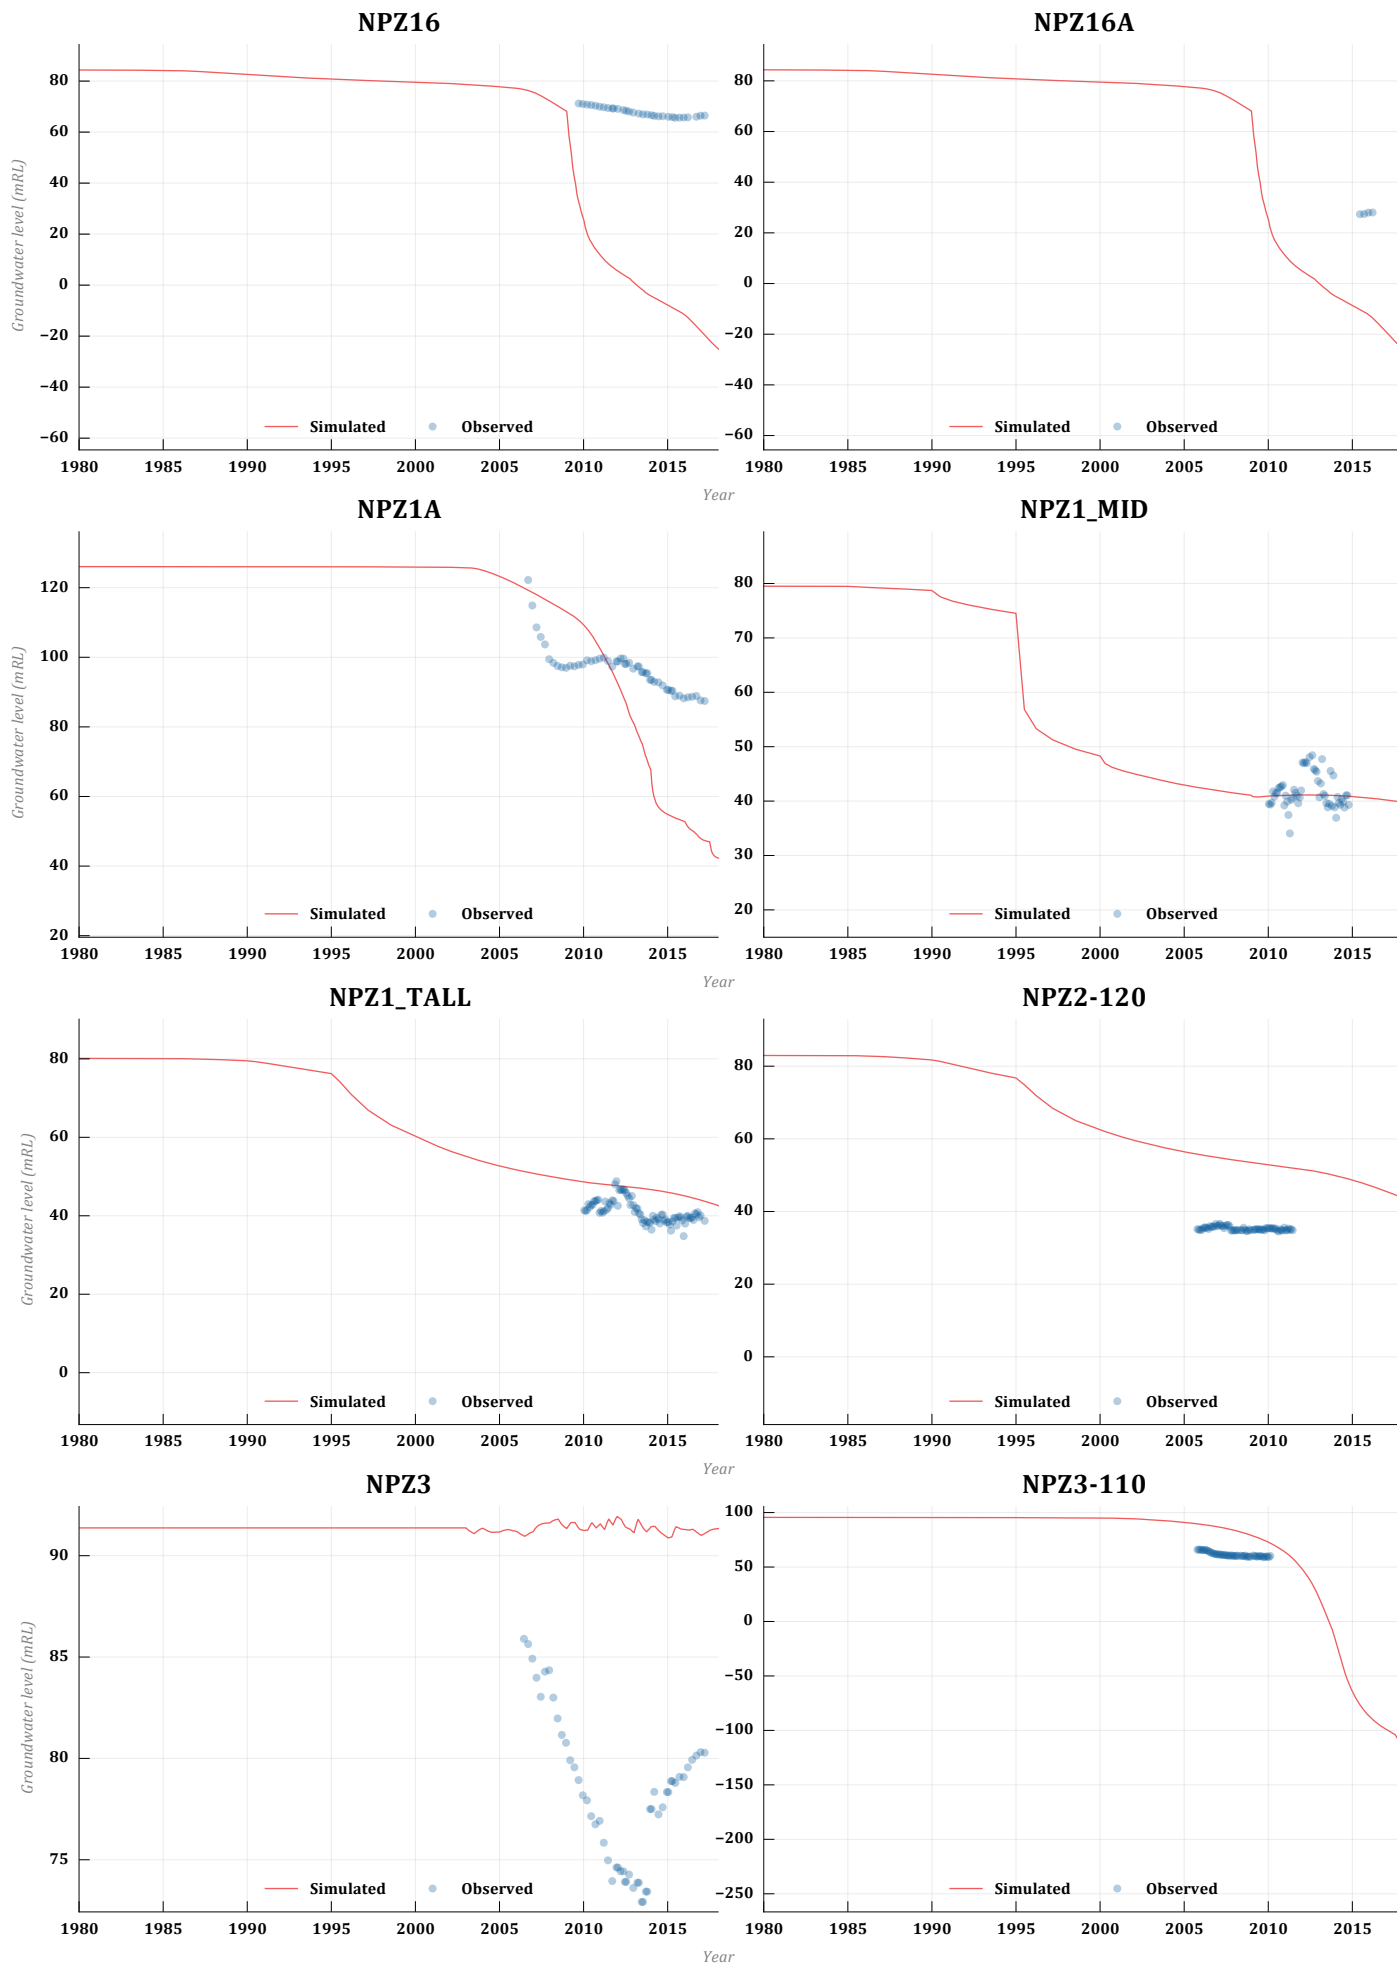 NPZ16 NPZ16A
80 80
60 60
40 40
20 20
0 0
−20 −20
−40 −40
−60 −60
Groundwater level (mRL)
Simulated Observed Simulated Observed
1980 1985 1990 1995 2000 2005 2010 2015 1980 1985 1990 1995 2000 2005 2010 2015
Year
NPZ1A NPZ1_MID
120 80
100 70
80 60
60 50
40 40
20 30
20
Groundwater level (mRL)
Simulated Observed Simulated Observed
1980 1985 1990 1995 2000 2005 2010 2015 1980 1985 1990 1995 2000 2005 2010 2015
Year
NPZ1_TALL NPZ2-120
80 80
60 60
40 40
20 20
0 0
Groundwater level (mRL)
Simulated Observed Simulated Observed
1980 1985 1990 1995 2000 2005 2010 2015 1980 1985 1990 1995 2000 2005 2010 2015
Year
NPZ3 NPZ3-110
90 100
85 50
80 0
75 −50
−100
−150
−200
−250
Groundwater level (mRL)
Simulated Observed Simulated Observed
1980 1985 1990 1995 2000 2005 2010 2015 1980 1985 1990 1995 2000 2005 2010 2015
Year